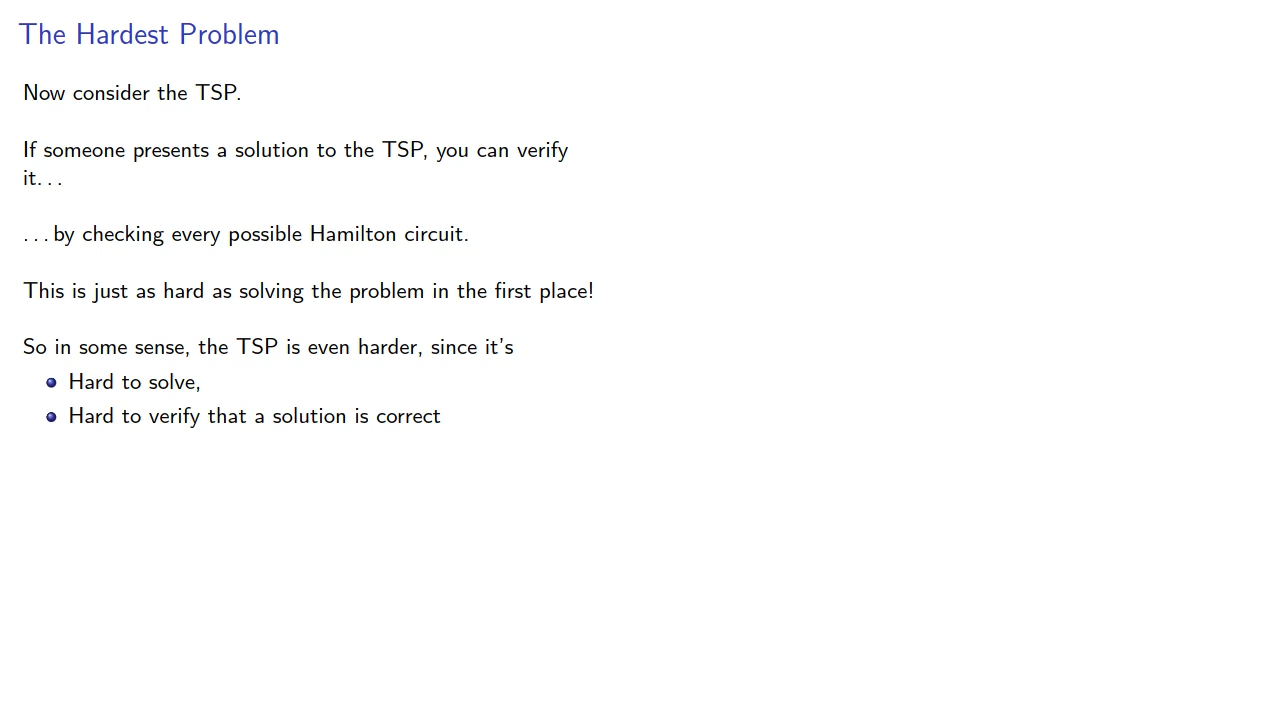 The Hardest Problem
Now consider the TSP.
If someone presents a solution to the TSP, you can verify
it. . .
. . . by checking every possible Hamilton circuit.
This is just as hard as solving the problem in the first place!
So in some sense, the TSP is even harder, since it's
Hard to solve,
Hard to verify that a solution is correct